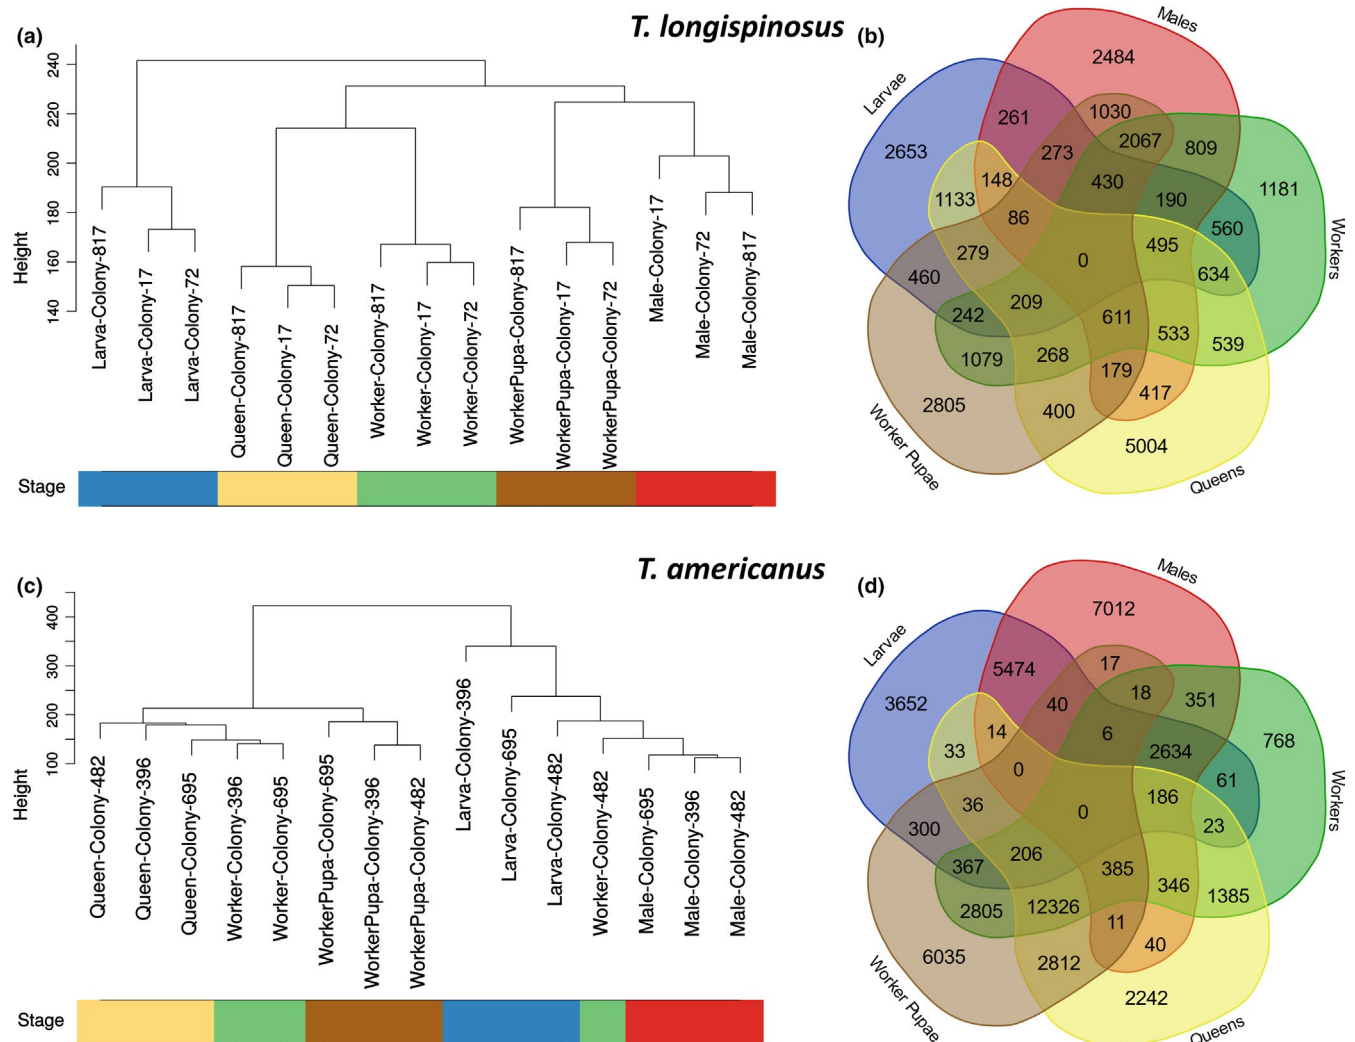 (a)
T. longispinosus
(b)
Height
240
220
200
180
160
140
Larva-Colony-817
Larva-Colony-17
Larva-Colony-72
Queen-Colony-817
Queen-Colony-17
Queen-Colony-72
Worker-Colony-817
Worker-Colony-17
Worker-Colony-72
WorkerPupa-Colony-817
WorkerPupa-Colony-17
WorkerPupa-Colony-72
Male-Colony-17
Male-Colony-72
Male-Colony-817
Stage
Males
Larvae
Workers
Worker Pupae
Queens
2484
261
1030
2067
809
2653
273
1181
148
430
190
1133
86
560
495
279
0
634
460
209
242
611
533
539
1079
268
179
417
2805
400
5004
(c)
T. americanus
(d)
Height
400
300
200
100
Queen-Colony-482
Queen-Colony-396
Queen-Colony-695
Worker-Colony-396
Worker-Colony-695
WorkerPupa-Colony-695
WorkerPupa-Colony-396
WorkerPupa-Colony-482
Larva-Colony-396
Larva-Colony-695
Larva-Colony-482
Worker-Colony-482
Male-Colony-695
Male-Colony-396
Male-Colony-482
Stage
Males
Larvae
Workers
Worker Pupae
Queens
7012
5474
17
18
351
3652
40
768
14
6
2634
33
0
61
186
36
0
23
300
206
367
385
346
1385
2805
12326
11
40
6035
2812
2242